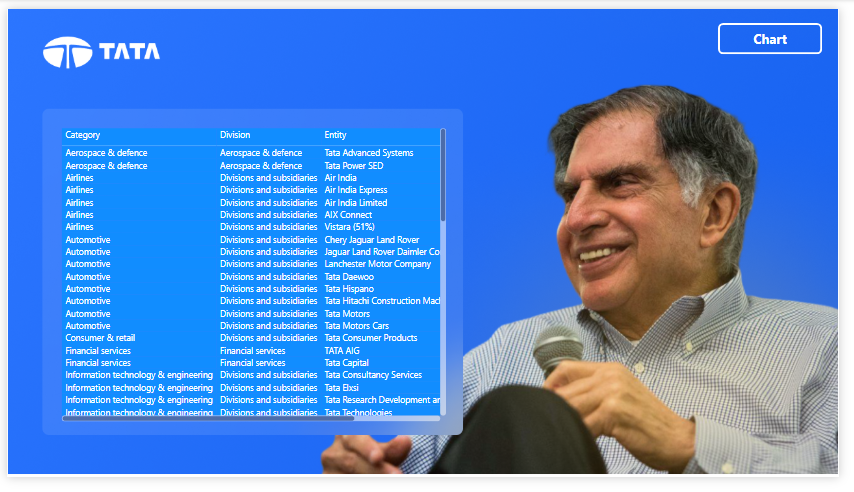 TATA
Chart
Category Division Entity
Aerospace & defence Aerospace & defence Tata Advanced Systems
Aerospace & defence Aerospace & defence Tata Power SED
Airlines Divisions and subsidiaries Air India
Airlines Divisions and subsidiaries Air India Express
Airlines Divisions and subsidiaries Air India Limited
Airlines Divisions and subsidiaries AIX Connect
Airlines Divisions and subsidiaries Vistara (51%)
Automotive Divisions and subsidiaries Chery Jaguar Land Rover
Automotive Divisions and subsidiaries Jaguar Land Rover Daimler Co
Automotive Divisions and subsidiaries Lanchester Motor Company
Automotive Divisions and subsidiaries Tata Daewoo
Automotive Divisions and subsidiaries Tata Hispano
Automotive Divisions and subsidiaries Tata Hitachi Construction Mac
Automotive Divisions and subsidiaries Tata Motors
Automotive Divisions and subsidiaries Tata Motors Cars
Consumer & retail Divisions and subsidiaries Tata Consumer Products
Financial services Financial services TATA AIG
Financial services Financial services Tata Capital
Information technology & engineering Divisions and subsidiaries Tata Consultancy Services
Information technology & engineering Divisions and subsidiaries Tata Elxsi
Information technology & engineering Divisions and subsidiaries Tata Research Development ar
Information technology & engineering Divisions and subsidiaries Tata Technologies